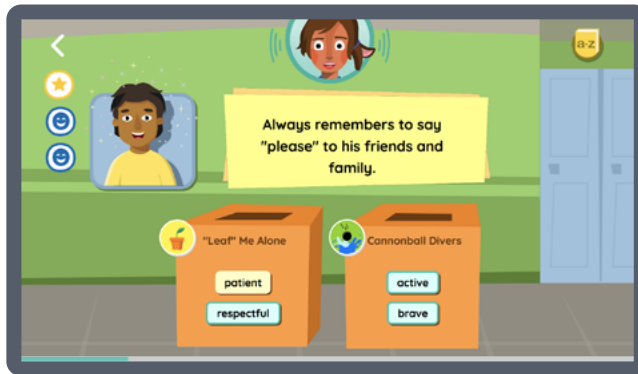 a-z
Always remembers to say
"please" to his friends and
family.
"Leaf" Me Alone
patient
respectful
Cannonball Divers
active
brave